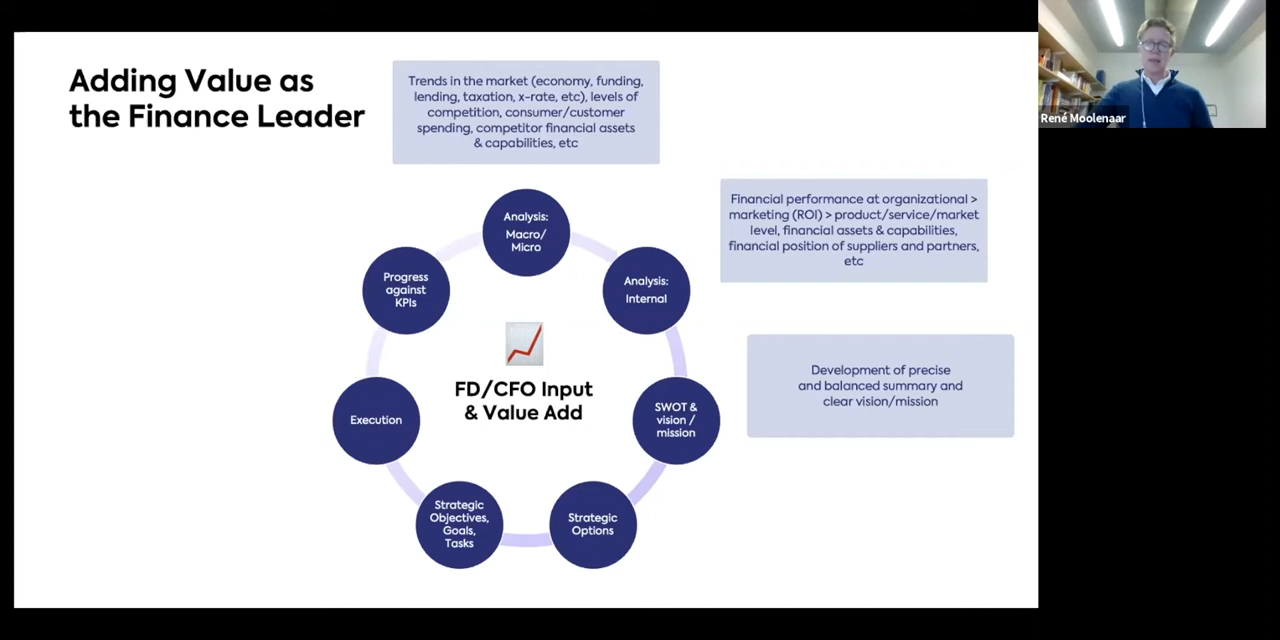 Adding Value as
the Finance Leader
Trends in the market (economy, funding,
lending, taxation, x-rate, etc), levels of
competition, consumer/customer
spending, competitor financial assets
& capabilities, etc
René Moolenaar
Financial performance at organizational >
marketing (ROI) > product/service/market
level, financial assets & capabilities,
financial position of suppliers and partners,
etc
Development of precise
and balanced summary and
clear vision/mission
Analysis:
Macro/
Micro
Analysis:
Internal
SWOT &
vision /
mission
Strategic
Options
Strategic
Objectives,
Goals,
Tasks
Execution
Progress
against
KPIs
FD/CFO Input
& Value Add